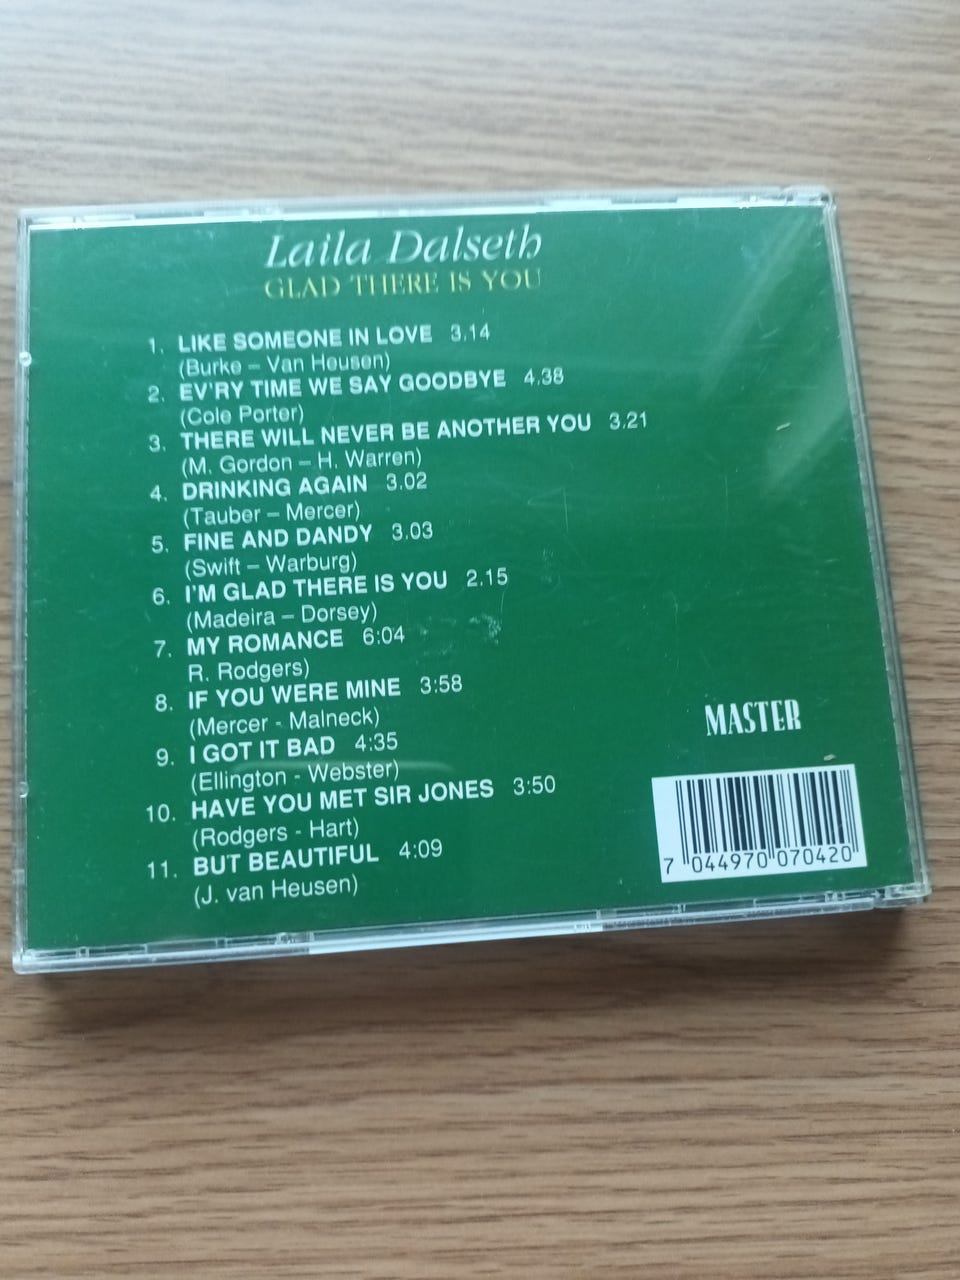 Laila Dalseth
GLAD THERE IS YOU
1. LIKE SOMEONE IN LOVE 3.14
(Burke – Van Heusen)
2. EV'RY TIME WE SAY GOODBYE 4.38
(Cole Porter)
3. THERE WILL NEVER BE ANOTHER YOU 3.21
(M. Gordon – H. Warren)
4. DRINKING AGAIN 3.02
(Tauber – Mercer)
5. FINE AND DANDY 3.03
(Swift – Warburg)
6. I'M GLAD THERE IS YOU 2.15
(Madeira – Dorsey)
7. MY ROMANCE 6:04
R. Rodgers)
8. IF YOU WERE MINE 3:58
(Mercer - Malneck)
9. I GOT IT BAD 4:35
(Ellington - Webster)
10. HAVE YOU MET SIR JONES 3:50
(Rodgers - Hart)
11. BUT BEAUTIFUL 4:09
(J. van Heusen)
MASTER
7 044970 070420